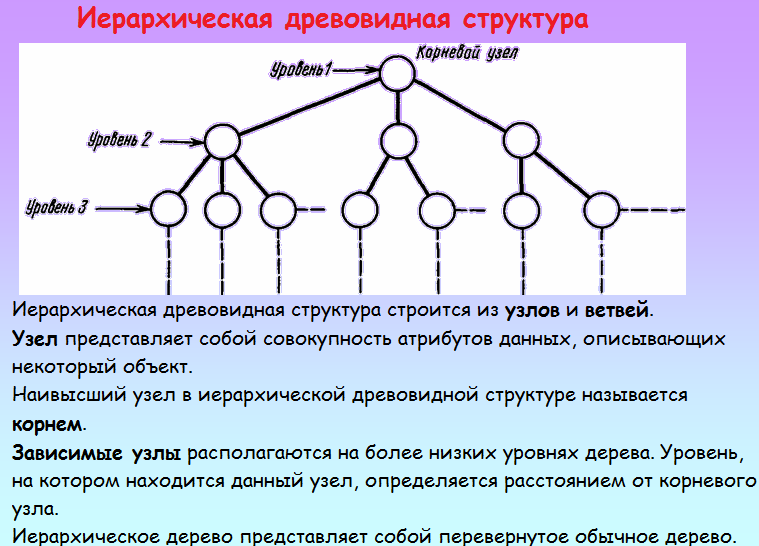 Иерархическая древовидная структура
Корневой узел
Уровень 1
Уровень 2
Уровень 3
Иерархическая древовидная структура строится из узлов и ветвей.
Узел представляет собой совокупность атрибутов данных, описывающих
некоторый объект.
Наивысший узел в иерархической древовидной структуре называется
корнем.
Зависимые узлы располагаются на более низких уровнях дерева. Уровень,
на котором находится данный узел, определяется расстоянием от корневого
узла.
Иерархическое дерево представляет собой перевернутое обычное дерево.